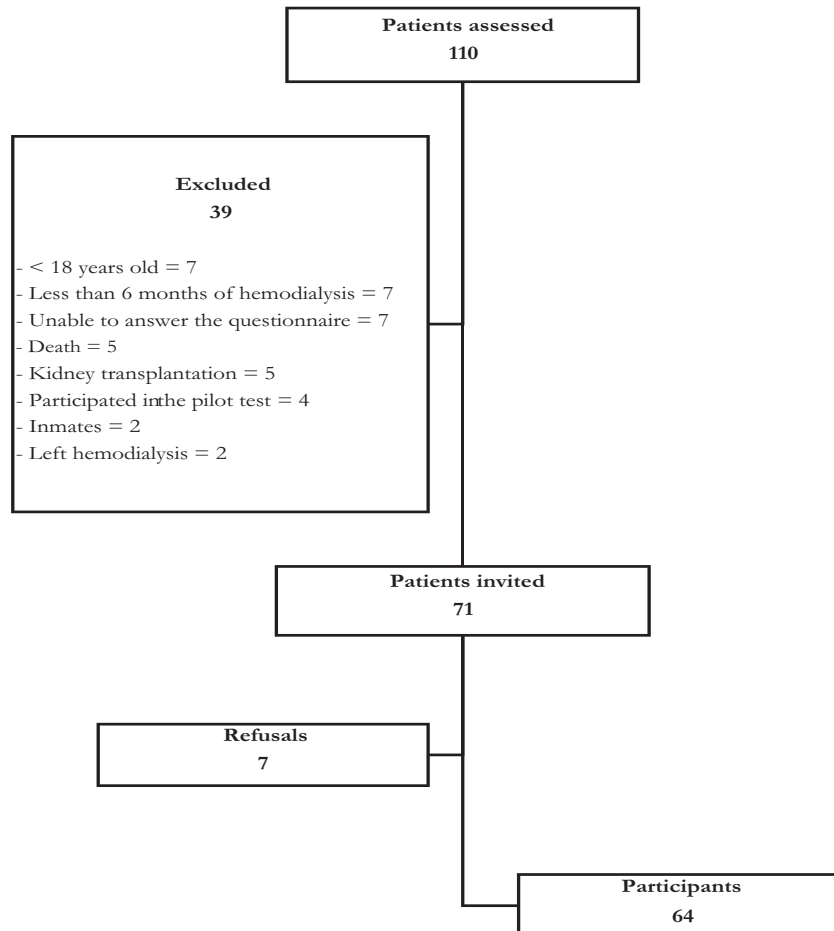 Patients assessed
110
Excluded
39
- < 18 years old = 7
- Less than 6 months of hemodialysis = 7
- Unable to answer the questionnaire = 7
- Death = 5
- Kidney transplantation = 5
- Participated inthe pilot test = 4
- Inmates = 2
- Left hemodialysis = 2
Patients invited
71
Refusals
7
Participants
64